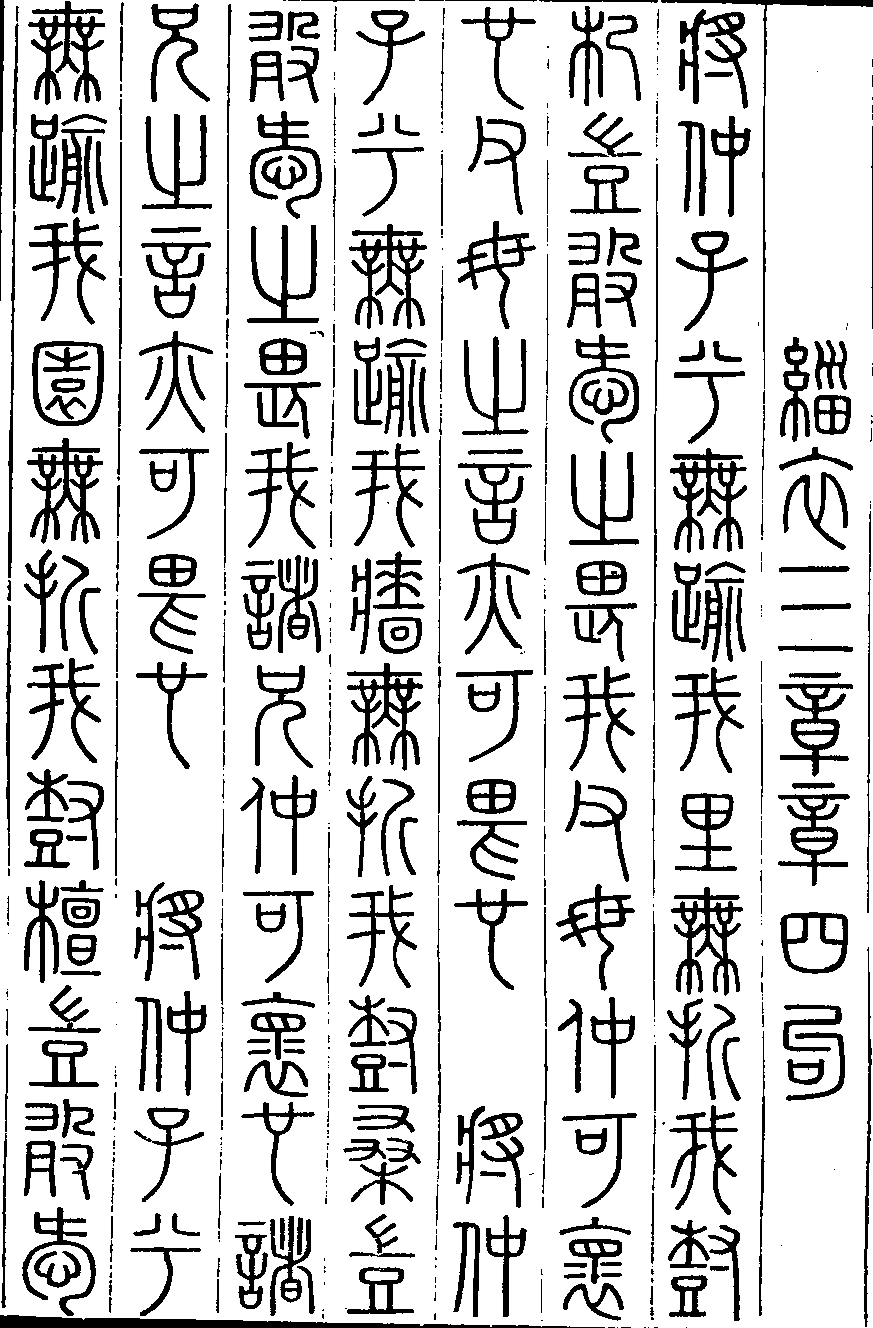 緇衣三章章四句
將仲子兮無踰我里無折我樹
杞豈敢愛之畏我父母仲可懷
也父母之言亦可畏也　將仲
子兮無踰我牆無折我樹桑豈
敢愛之畏我諸兄仲可懷也諸
兄之言亦可畏也　將仲子兮
無踰我園無折我樹檀豈敢愛